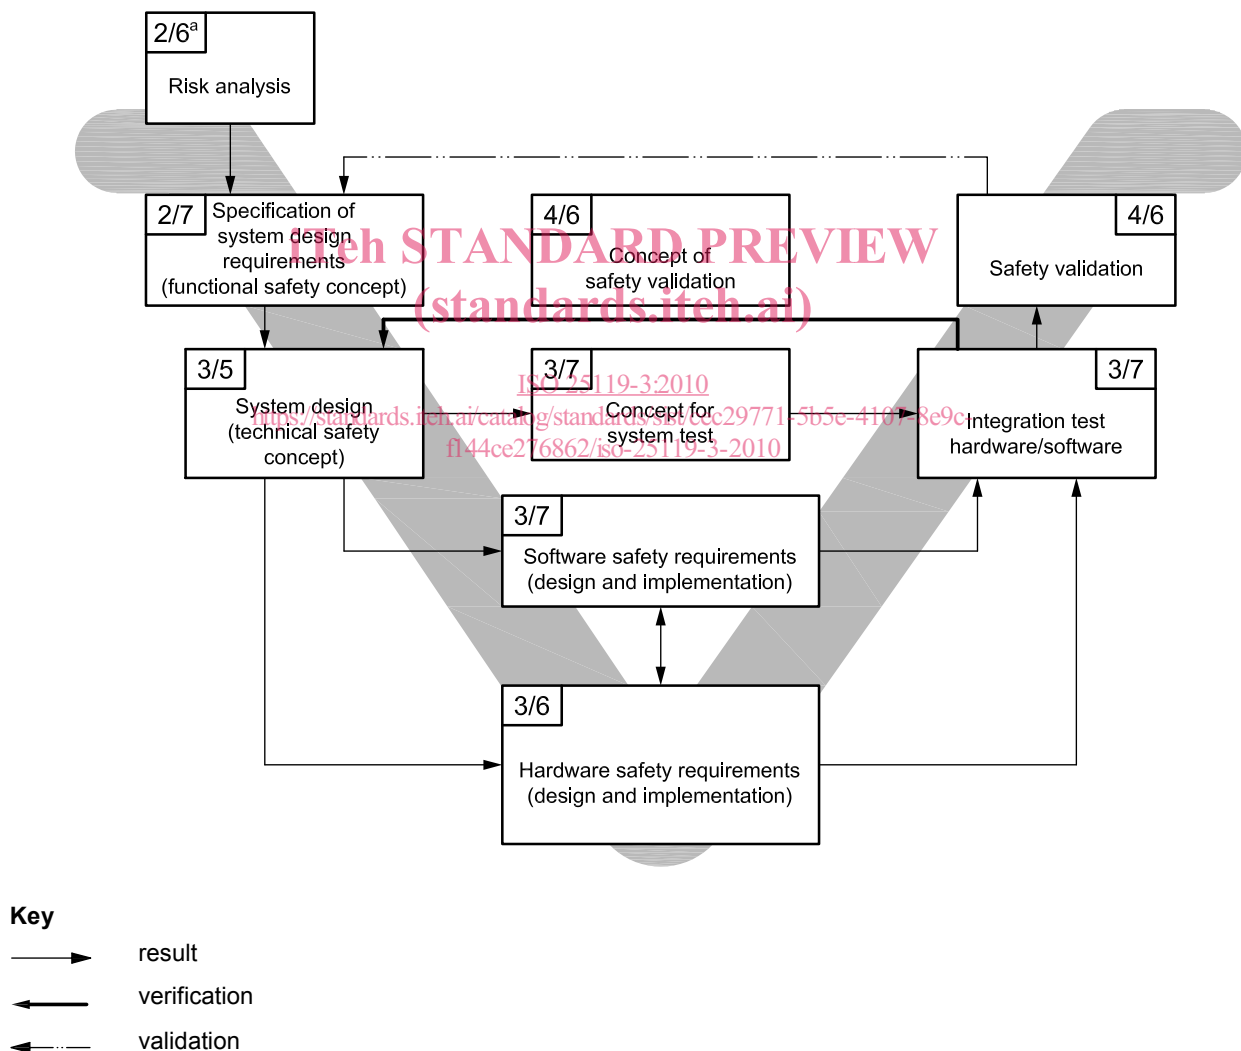 2/6a
Risk analysis
2/7
Specification of
system design
requirements
(functional safety concept)
4/6
Concept of
safety validation
4/6
Safety validation
iTeh STANDARD PREVIEW
(standards.iteh.ai)
3/5
System design
(technical safety
concept)
3/7
Concept for
system test
3/7
Integration test
hardware/software
ISO 25119-3:2010
https://standards.iteh.ai/catalog/standards/sist/ccc29771-5b5e-4107-8e9c-
f144ce276862/iso-25119-3-2010
3/7
Software safety requirements
(design and implementation)
3/6
Hardware safety requirements
(design and implementation)
Key
result
verification
validation